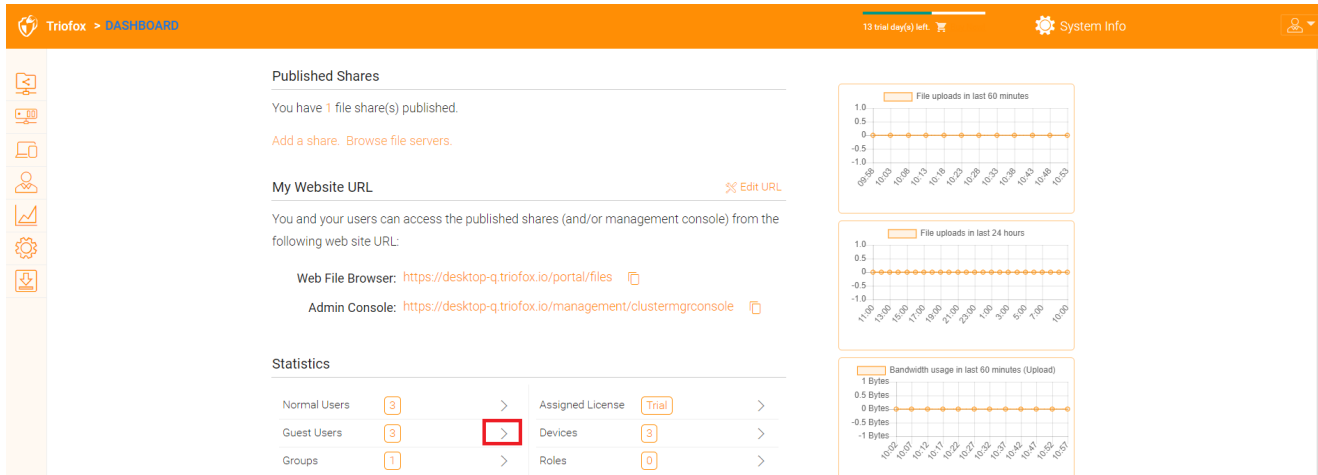 Triofox > DASHBOARD
13 trial day(s) left.
System Info
Published Shares
You have 1 file share(s) published.
Add a share. Browse file servers.
My Website URL
Edit URL
You and your users can access the published shares (and/or management console) from the
following web site URL:
Web File Browser: https://desktop-q.triofox.io/portal/files
Admin Console: https://desktop-q.triofox.io/management/clustermgrconsole
Statistics
Normal Users 3 >
Assigned License Trial >
Guest Users 3 >
Devices 3 >
Groups 1 >
Roles 0 >
File uploads in last 60 minutes
1.0
0.5
0
-0.5
-1.0
09:58 10:03 10:08 10:13 10:18 10:23 10:28 10:33 10:38 10:43 10:48 10:53
File uploads in last 24 hours
1.0
0.5
0
-0.5
-1.0
11:00 13:00 15:00 17:00 19:00 21:00 23:00 1:00 3:00 5:00 7:00 10:00
Bandwidth usage in last 60 minutes (Upload)
1 Bytes
0.5 Bytes
0 Bytes
-0.5 Bytes
-1 Bytes
10:02 10:07 10:12 10:17 10:22 10:27 10:32 10:37 10:42 10:47 10:52 10:57